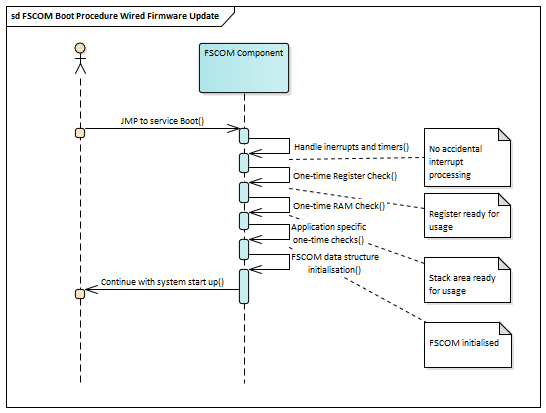 sd FSCOM Boot Procedure Wired Firmware Update
FSCOM Component
JMP to service Boot()
Handle inerrupts and timers()
No accidental
interrupt
processing
One-time Register Check()
One-time RAM Check()
Register ready for
usage
Application specific
one-time checks()
FSCOM data structure
initialisation()
Stack area ready
for usage
Continue with system start up()
FSCOM initialised